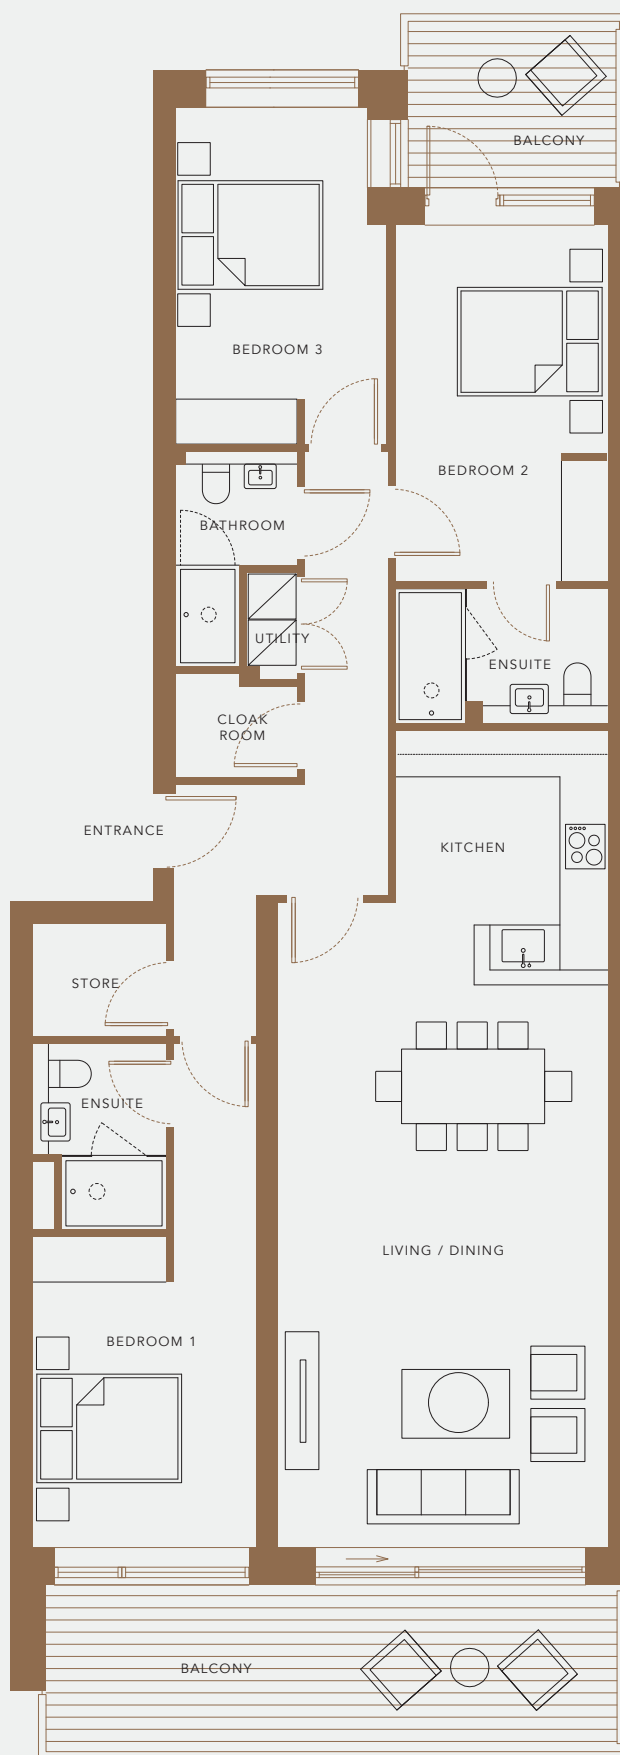 BALCONY
BEDROOM 3
BEDROOM 2
BATHROOM
UTILITY
ENSUITE
CLOAK
ROOM
ENTRANCE
KITCHEN
STORE
ENSUITE
LIVING / DINING
BEDROOM 1
BALCONY